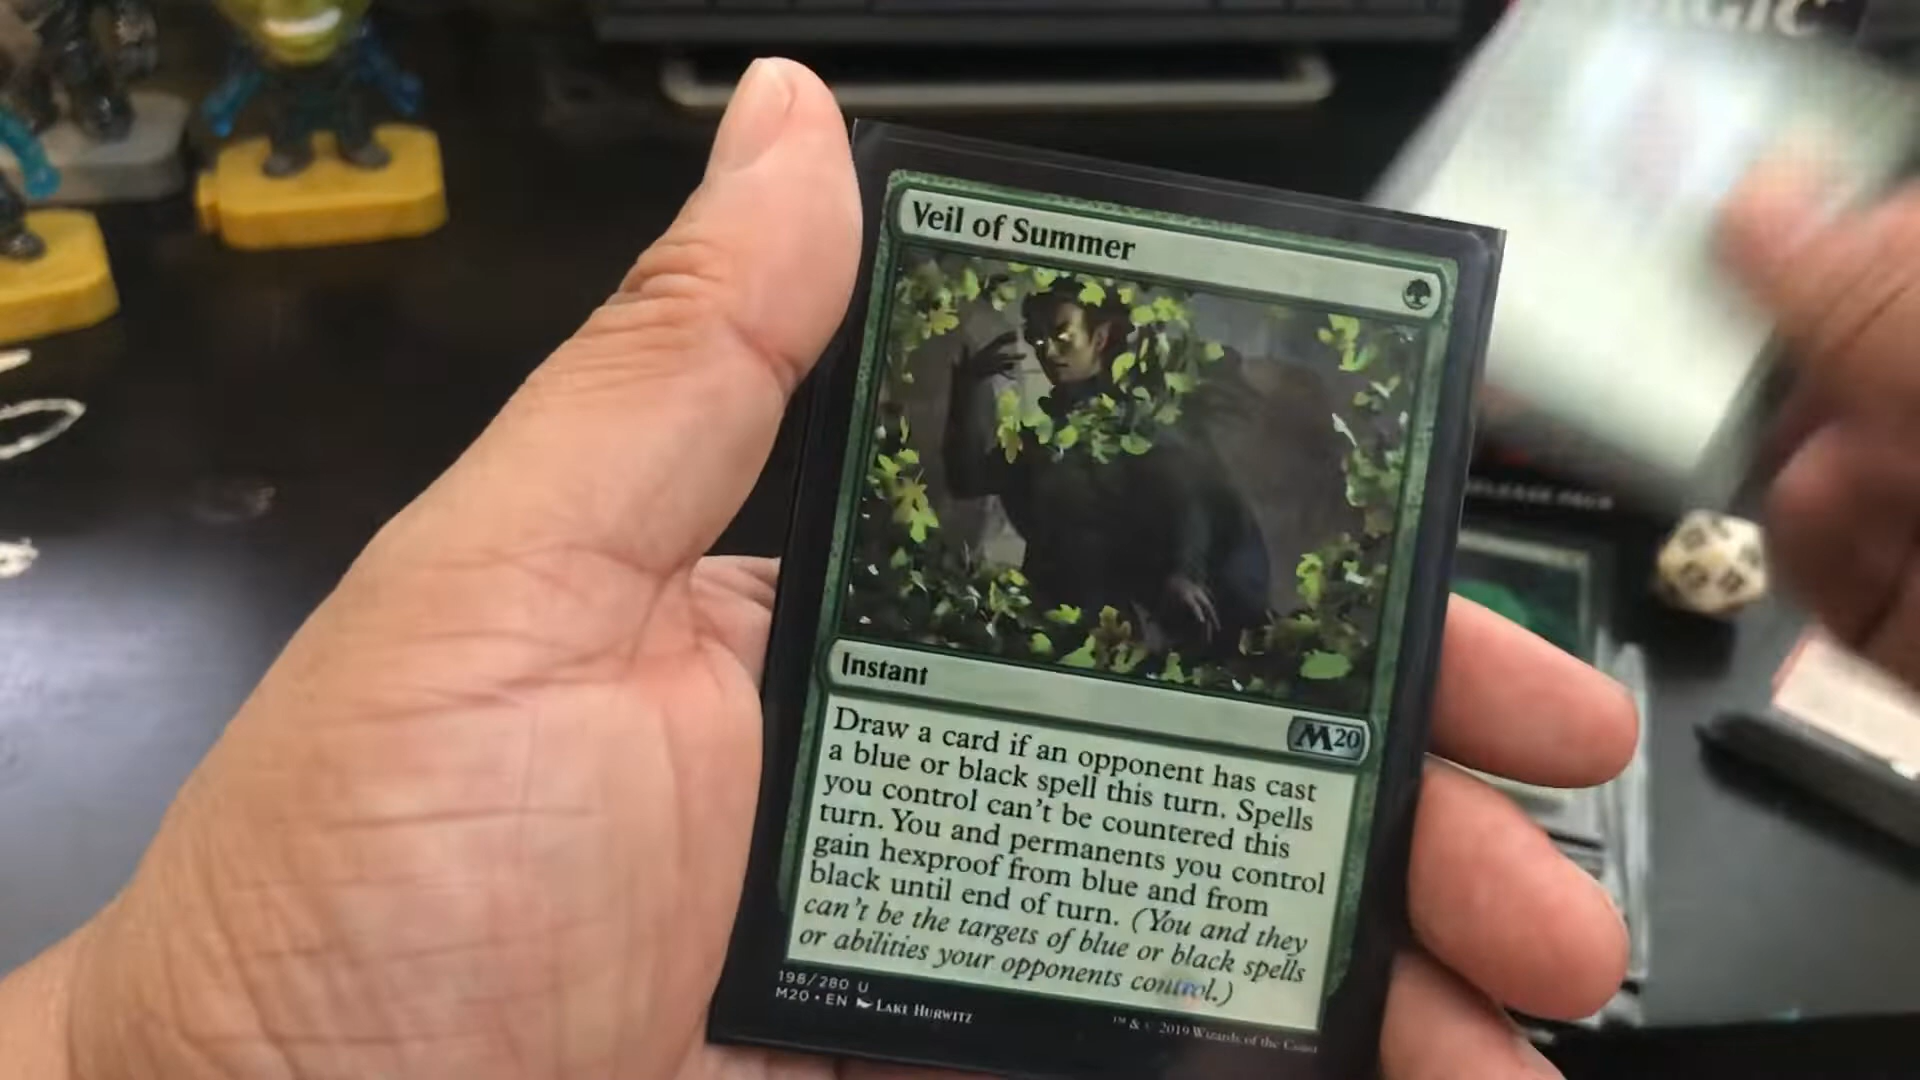 Veil of Summer
Instant
M20
Draw a card if an opponent has cast
a blue or black spell this turn. Spells
you control can't be countered this
turn. You and permanents you control
gain hexproof from blue and from
black until end of turn. (You and they
can't be the targets of blue or black spells
or abilities your opponents control.)
198/280 U
M20 • EN Lake Hurwitz
™ & © 2019 Wizards of the Coast
RELEASE PACK